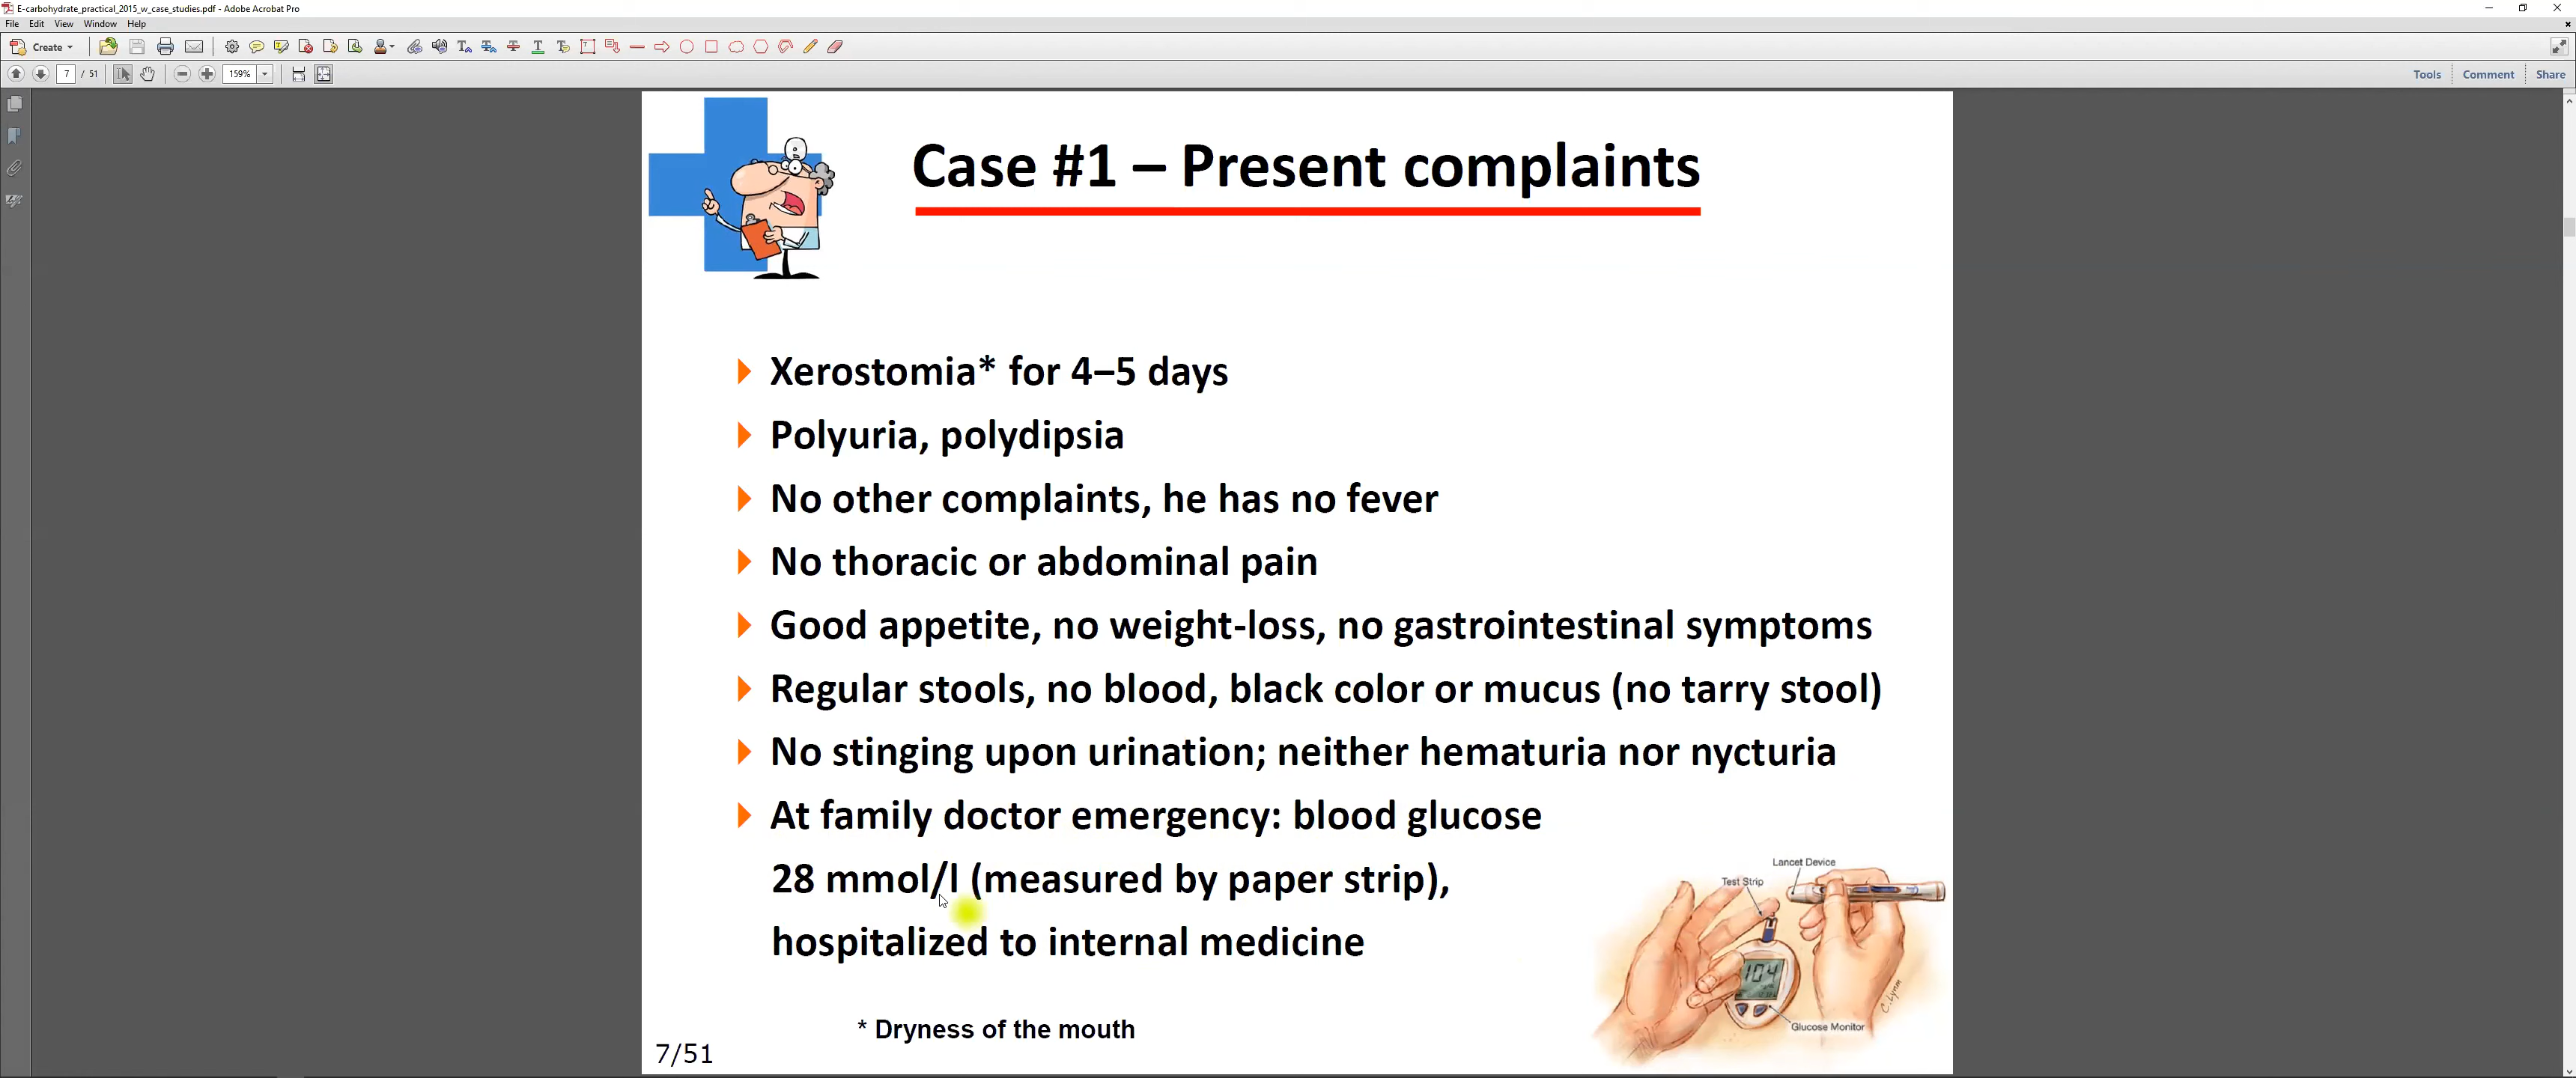 E-carbohydrate_practical_2015_w_case_studies.pdf - Adobe Acrobat Pro
File Edit View Window Help
Create
7 / 51 159% Tools Comment Share
Case #1 – Present complaints
Xerostomia* for 4–5 days
Polyuria, polydipsia
No other complaints, he has no fever
No thoracic or abdominal pain
Good appetite, no weight-loss, no gastrointestinal symptoms
Regular stools, no blood, black color or mucus (no tarry stool)
No stinging upon urination; neither hematuria nor nycturia
At family doctor emergency: blood glucose
28 mmol/l (measured by paper strip),
hospitalized to internal medicine
Lancet Device
Test Strip
104
C. Lynm
Glucose Monitor
* Dryness of the mouth
7/51